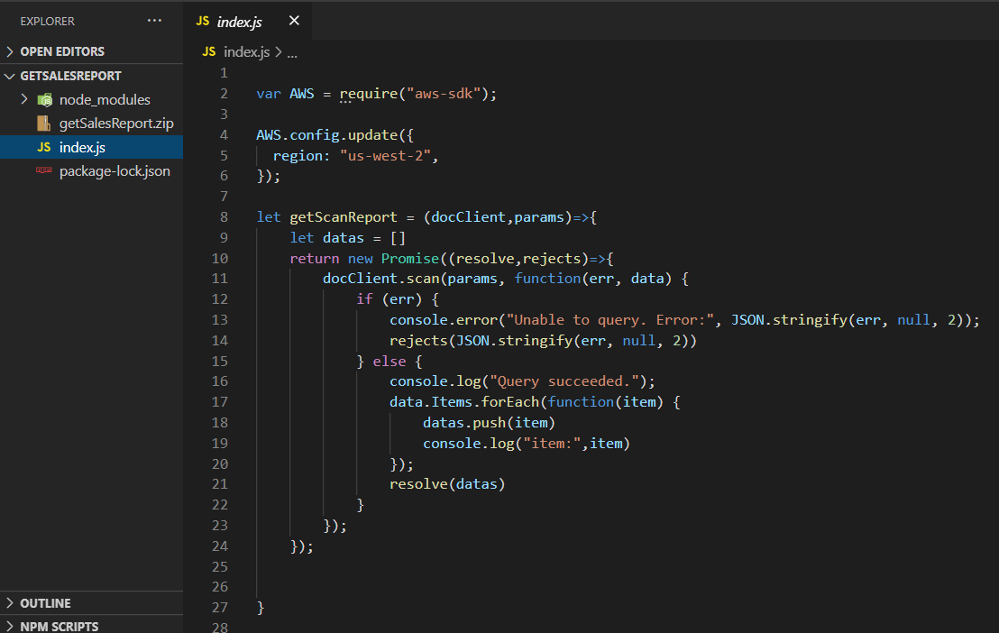 EXPLORER ...
OPEN EDITORS
GETSALESREPORT
node_modules
getSalesReport.zip
JS index.js
npm package-lock.json
OUTLINE
NPM SCRIPTS
JS index.js ×
JS index.js > ...
1
2 var AWS = require("aws-sdk");
3
4 AWS.config.update({
5   region: "us-west-2",
6 });
7
8 let getScanReport = (docClient,params)=>{
9     let datas = []
10     return new Promise((resolve,rejects)=>{
11         docClient.scan(params, function(err, data) {
12             if (err) {
13                 console.error("Unable to query. Error:", JSON.stringify(err, null, 2));
14                 rejects(JSON.stringify(err, null, 2))
15             } else {
16                 console.log("Query succeeded.");
17                 data.Items.forEach(function(item) {
18                     datas.push(item)
19                     console.log("item:",item)
20                 });
21                 resolve(datas)
22             }
23         });
24     });
25
26
27 }
28